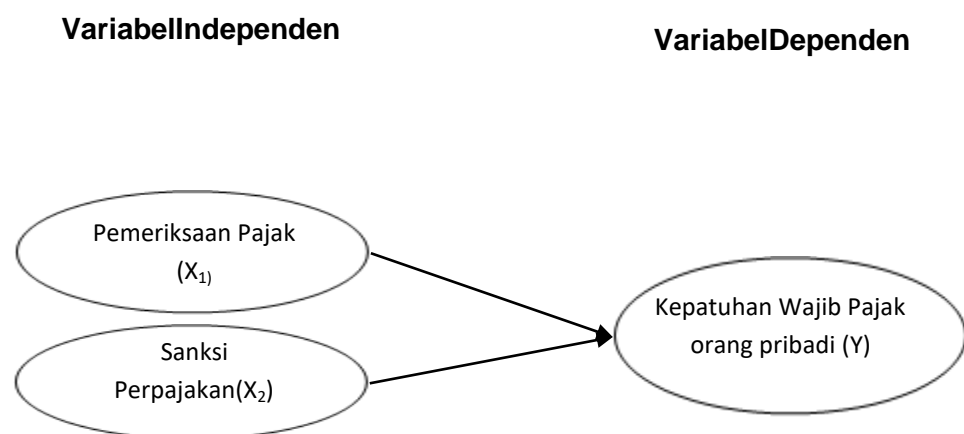 VariabelIndependen
VariabelDependen
Pemeriksaan Pajak
(X₁₎
Sanksi
Perpajakan(X₂)
Kepatuhan Wajib Pajak
orang pribadi (Y)